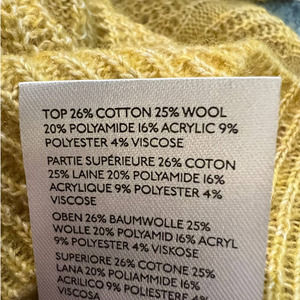 TOP 26% COTTON 25% WOOL
20% POLYAMIDE 16% ACRYLIC 9%
POLYESTER 4% VISCOSE
PARTIE SUPÉRIEURE 26% COTON
25% LAINE 20% POLYAMIDE 16%
ACRYLIQUE 9% POLYESTER 4%
VISCOSE
OBEN 26% BAUMWOLLE 25%
WOLLE 20% POLYAMID 16% ACRYL
9% POLYESTER 4% VISKOSE
SUPERIORE 26% COTONE 25%
LANA 20% POLIAMMIDE 16%
ACRILICO 9% POLIESTERE 4%
VISCOSA